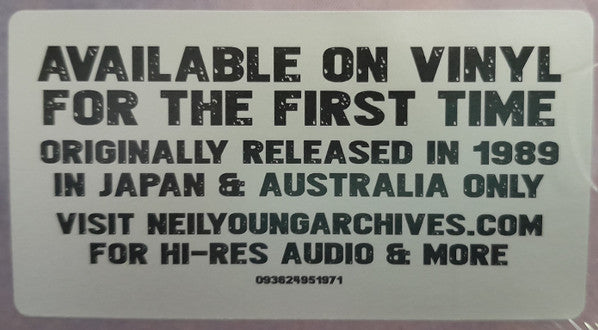 AVAILABLE ON VINYL
FOR THE FIRST TIME
ORIGINALLY RELEASED IN 1989
IN JAPAN & AUSTRALIA ONLY
VISIT NEILYOUNGARCHIVES.COM
FOR HI-RES AUDIO & MORE
093624951971